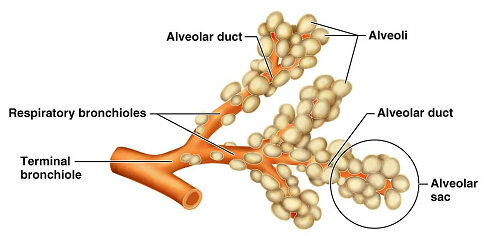 Alveolar duct
Alveoli
Respiratory bronchioles
Alveolar duct
Terminal
bronchiole
Alveolar
sac